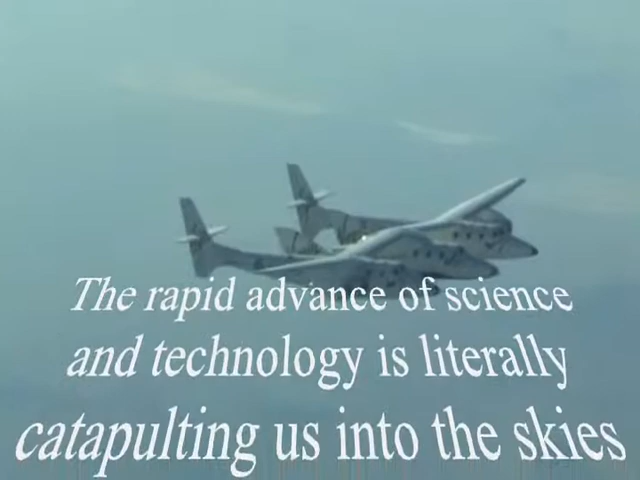 The rapid advance of science
and technology is literally
catapulting us into the skies